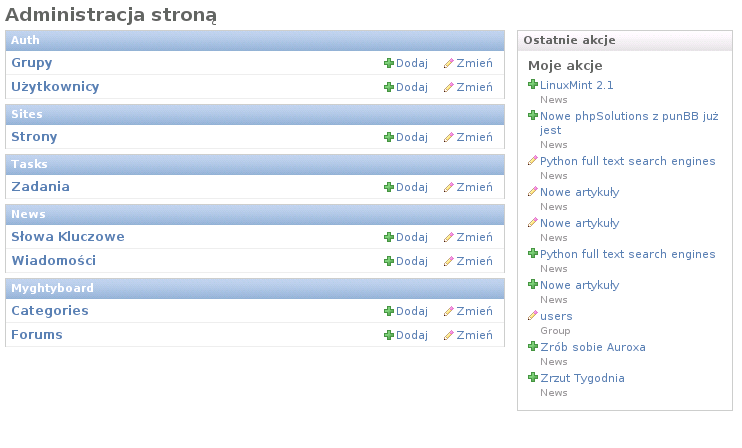 Administracja stroną
Auth
Grupy Dodaj Zmień
Użytkownicy Dodaj Zmień
Sites
Strony Dodaj Zmień
Tasks
Zadania Dodaj Zmień
News
Słowa Kluczowe Dodaj Zmień
Wiadomości Dodaj Zmień
Myghtyboard
Categories Dodaj Zmień
Forums Dodaj Zmień
Ostatnie akcje
Moje akcje
LinuxMint 2.1
News
Nowe phpSolutions z punBB już
jest
News
Python full text search engines
News
Nowe artykuły
News
Nowe artykuły
News
Python full text search engines
News
Nowe artykuły
News
users
Group
Zrób sobie Auroxa
News
Zrzut Tygodnia
News